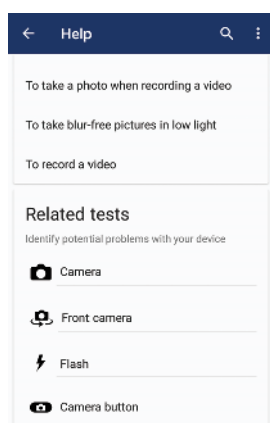 Help
To take a photo when recording a video
To take blur-free pictures in low light
To record a video
Related tests
Identify potential problems with your device
Camera
Front camera
Flash
Camera button